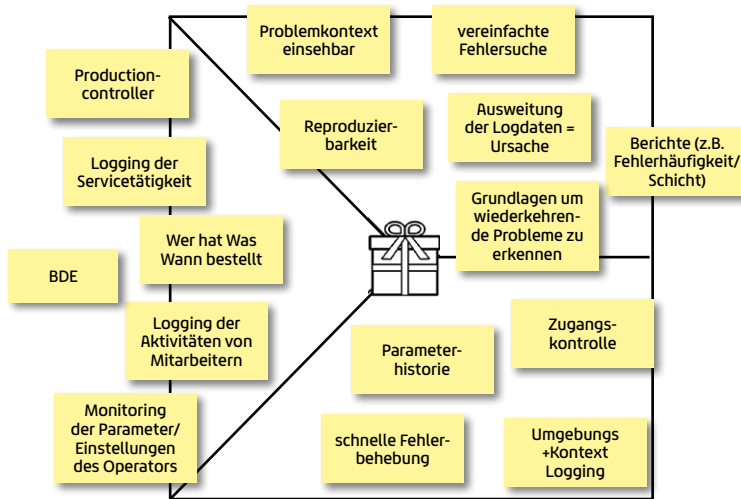 Problemkontext
einsehbar
vereinfachte
Fehlersuche
Production-
controller
Reproduzier-
barkeit
Ausweitung
der Logdaten =
Ursache
Berichte (z.B.
Fehlerhäufigkeit/
Schicht)
Logging der
Servicetätigkeit
Wer hat Was
Wann bestellt
Grundlagen um
wiederkehren-
de Probleme zu
erkennen
BDE
Logging der
Aktivitäten von
Mitarbeitern
Parameter-
historie
Zugangs-
kontrolle
Monitoring
der Parameter/
Einstellungen
des Operators
schnelle Fehler-
behebung
Umgebungs
+Kontext
Logging